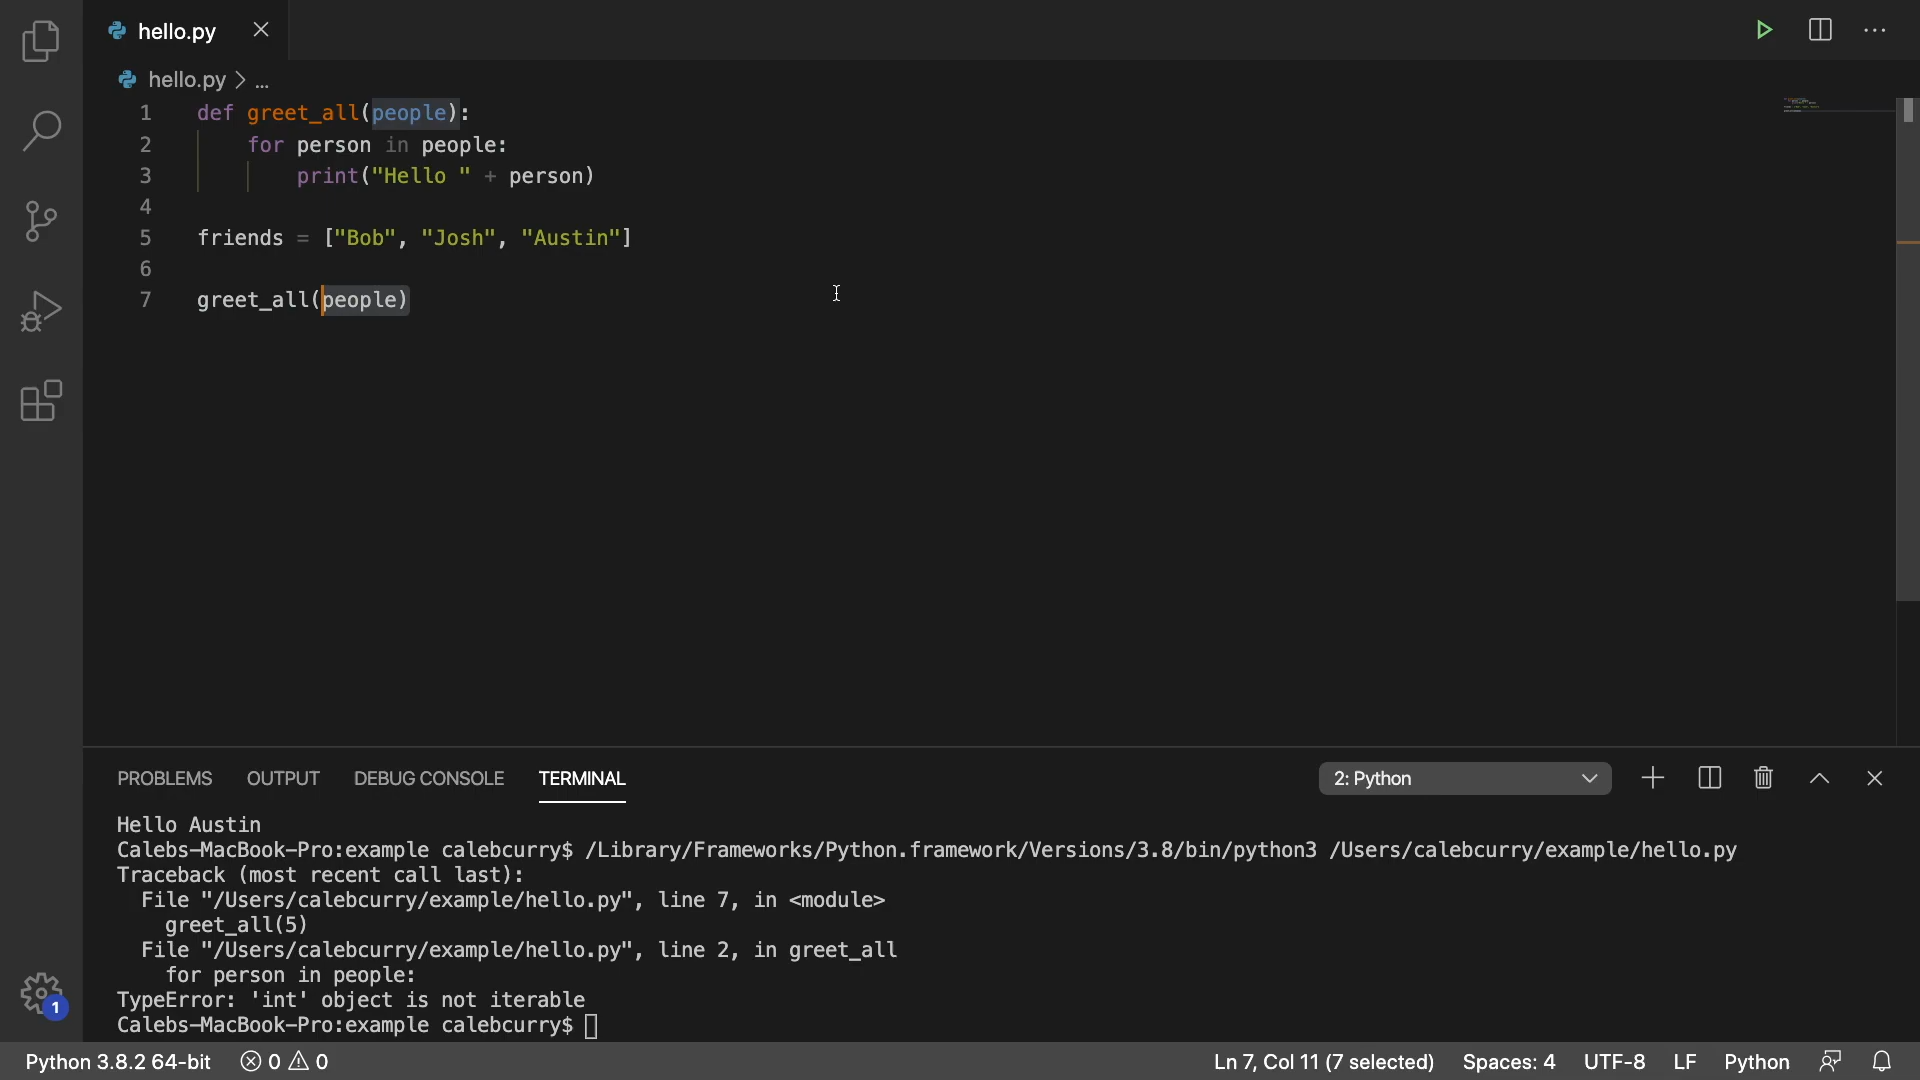 hello.py
hello.py > ...
1 def greet_all(people):
2     for person in people:
3         print("Hello " + person)
4
5 friends = ["Bob", "Josh", "Austin"]
6
7 greet_all(people)
PROBLEMS OUTPUT DEBUG CONSOLE TERMINAL 2: Python
Hello Austin
Calebs-MacBook-Pro:example calebcurry$ /Library/Frameworks/Python.framework/Versions/3.8/bin/python3 /Users/calebcurry/example/hello.py
Traceback (most recent call last):
  File "/Users/calebcurry/example/hello.py", line 7, in <module>
    greet_all(5)
  File "/Users/calebcurry/example/hello.py", line 2, in greet_all
    for person in people:
TypeError: 'int' object is not iterable
Calebs-MacBook-Pro:example calebcurry$
1
Python 3.8.2 64-bit 0 0 Ln 7, Col 11 (7 selected) Spaces: 4 UTF-8 LF Python